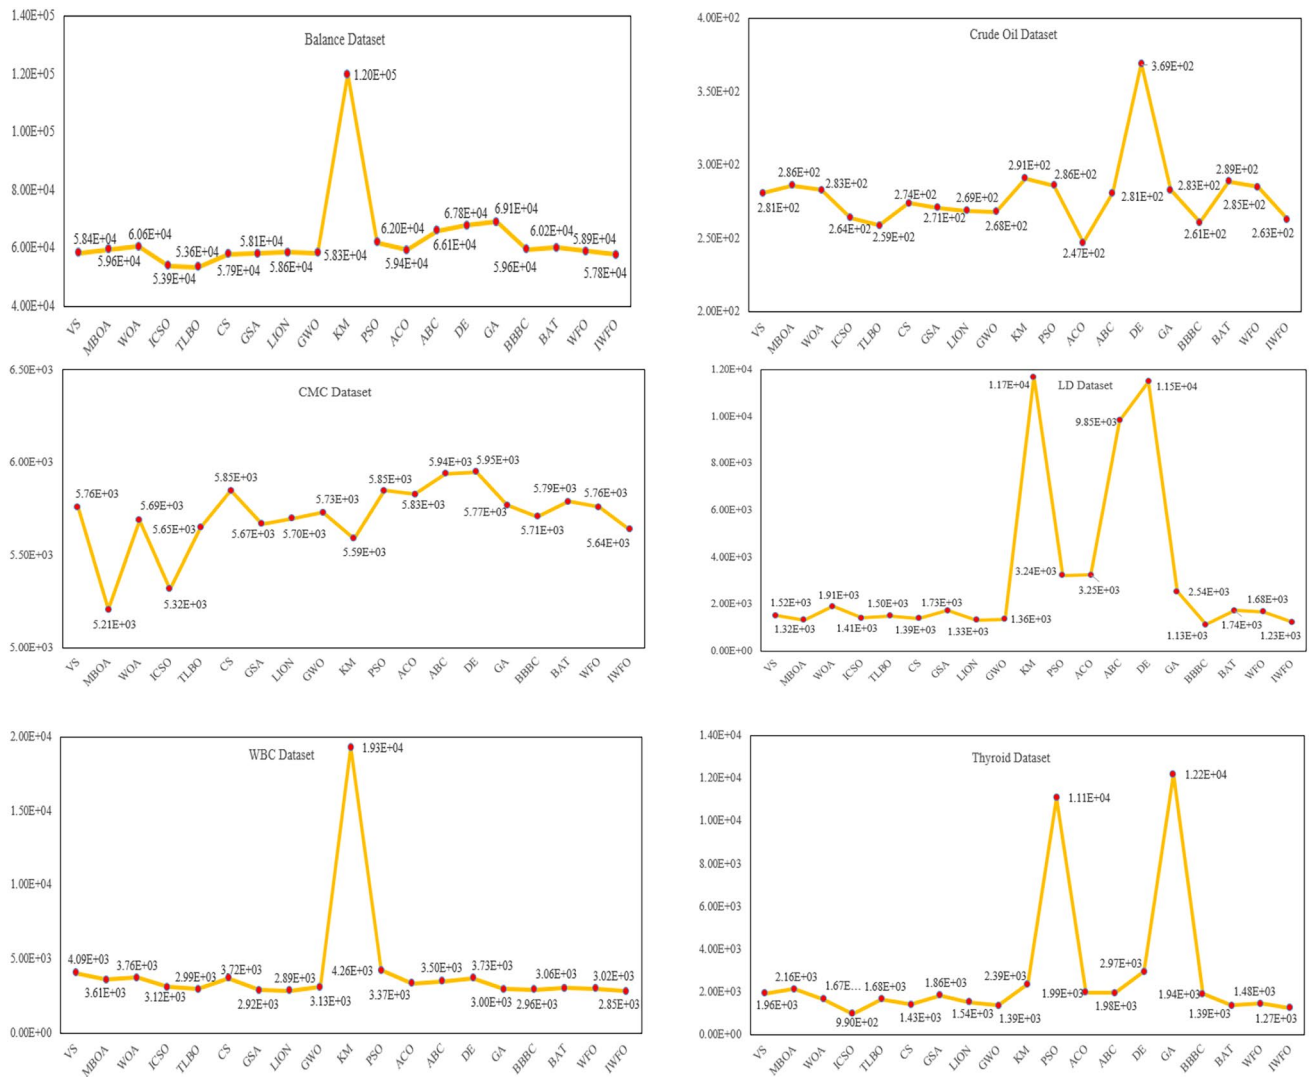 Balance Dataset
1.40E+05
1.20E+05
1.00E+05
8.00E+04
6.00E+04
4.00E+04
5.84E+04
5.96E+04
6.06E+04
5.39E+04
5.36E+04
5.79E+04
5.81E+04
5.86E+04
5.83E+04
1.20E+05
6.20E+04
5.94E+04
6.61E+04
6.78E+04
6.91E+04
5.96E+04
6.02E+04
5.89E+04
5.78E+04
VS MBOA WOA ICSO TLBO CS GSA LION GWO KM PSO ACO ABC DE GA BBBC BAT WFO IWFO
Crude Oil Dataset
4.00E+02
3.50E+02
3.00E+02
2.50E+02
2.00E+02
2.81E+02
2.86E+02
2.83E+02
2.64E+02
2.59E+02
2.74E+02
2.71E+02
2.69E+02
2.68E+02
2.91E+02
2.86E+02
2.47E+02
2.81E+02
3.69E+02
2.83E+02
2.61E+02
2.89E+02
2.85E+02
2.63E+02
VS MBOA WOA ICSO TLBO CS GSA LION GWO KM PSO ACO ABC DE GA BBBC BAT WFO IWFO
CMC Dataset
6.50E+03
6.00E+03
5.50E+03
5.00E+03
5.76E+03
5.21E+03
5.69E+03
5.32E+03
5.65E+03
5.85E+03
5.67E+03
5.70E+03
5.73E+03
5.59E+03
5.85E+03
5.83E+03
5.94E+03
5.95E+03
5.77E+03
5.71E+03
5.79E+03
5.76E+03
5.64E+03
VS MBOA WOA ICSO TLBO CS GSA LION GWO KM PSO ACO ABC DE GA BBBC BAT WFO IWFO
LD Dataset
1.20E+04
1.00E+04
8.00E+03
6.00E+03
4.00E+03
2.00E+03
0.00E+00
1.52E+03
1.32E+03
1.91E+03
1.41E+03
1.50E+03
1.39E+03
1.73E+03
1.33E+03
1.36E+03
1.17E+04
3.24E+03
3.25E+03
9.85E+03
1.15E+04
2.54E+03
1.13E+03
1.74E+03
1.68E+03
1.23E+03
VS MBOA WOA ICSO TLBO CS GSA LION GWO KM PSO ACO ABC DE GA BBBC BAT WFO IWFO
WBC Dataset
2.00E+04
1.50E+04
1.00E+04
5.00E+03
0.00E+00
4.09E+03
3.61E+03
3.76E+03
3.12E+03
2.99E+03
3.72E+03
2.92E+03
2.89E+03
3.13E+03
1.93E+04
4.26E+03
3.37E+03
3.50E+03
3.73E+03
3.00E+03
2.96E+03
3.06E+03
3.02E+03
2.85E+03
VS MBOA WOA ICSO TLBO CS GSA LION GWO KM PSO ACO ABC DE GA BBBC BAT WFO IWFO
Thyroid Dataset
1.40E+04
1.20E+04
1.00E+04
8.00E+03
6.00E+03
4.00E+03
2.00E+03
0.00E+00
1.96E+03
2.16E+03
1.67E…
9.90E+02
1.68E+03
1.43E+03
1.86E+03
1.54E+03
1.39E+03
2.39E+03
1.11E+04
1.99E+03
1.98E+03
2.97E+03
1.22E+04
1.94E+03
1.39E+03
1.48E+03
1.27E+03
VS MBOA WOA ICSO TLBO CS GSA LION GWO KM PSO ACO ABC DE GA BBBC BAT WFO IWFO